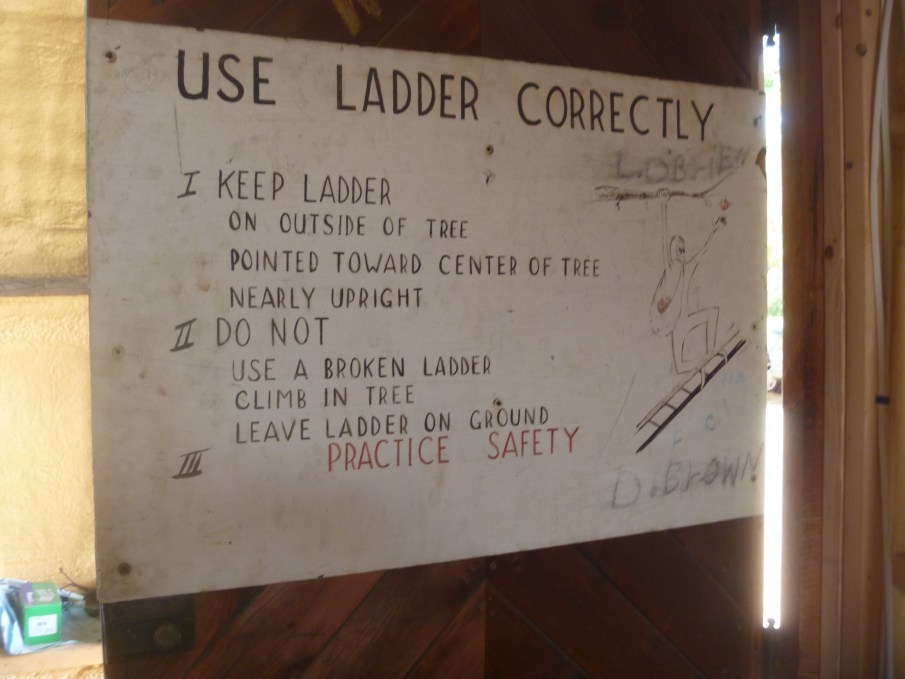 USE LADDER CORRECTLY
I KEEP LADDER
ON OUTSIDE OF TREE
POINTED TOWARD CENTER OF TREE
NEARLY UPRIGHT
II DO NOT
USE A BROKEN LADDER
CLIMB IN TREE
LEAVE LADDER ON GROUND
III PRACTICE SAFETY
L.OBRIEN
D.BROWN